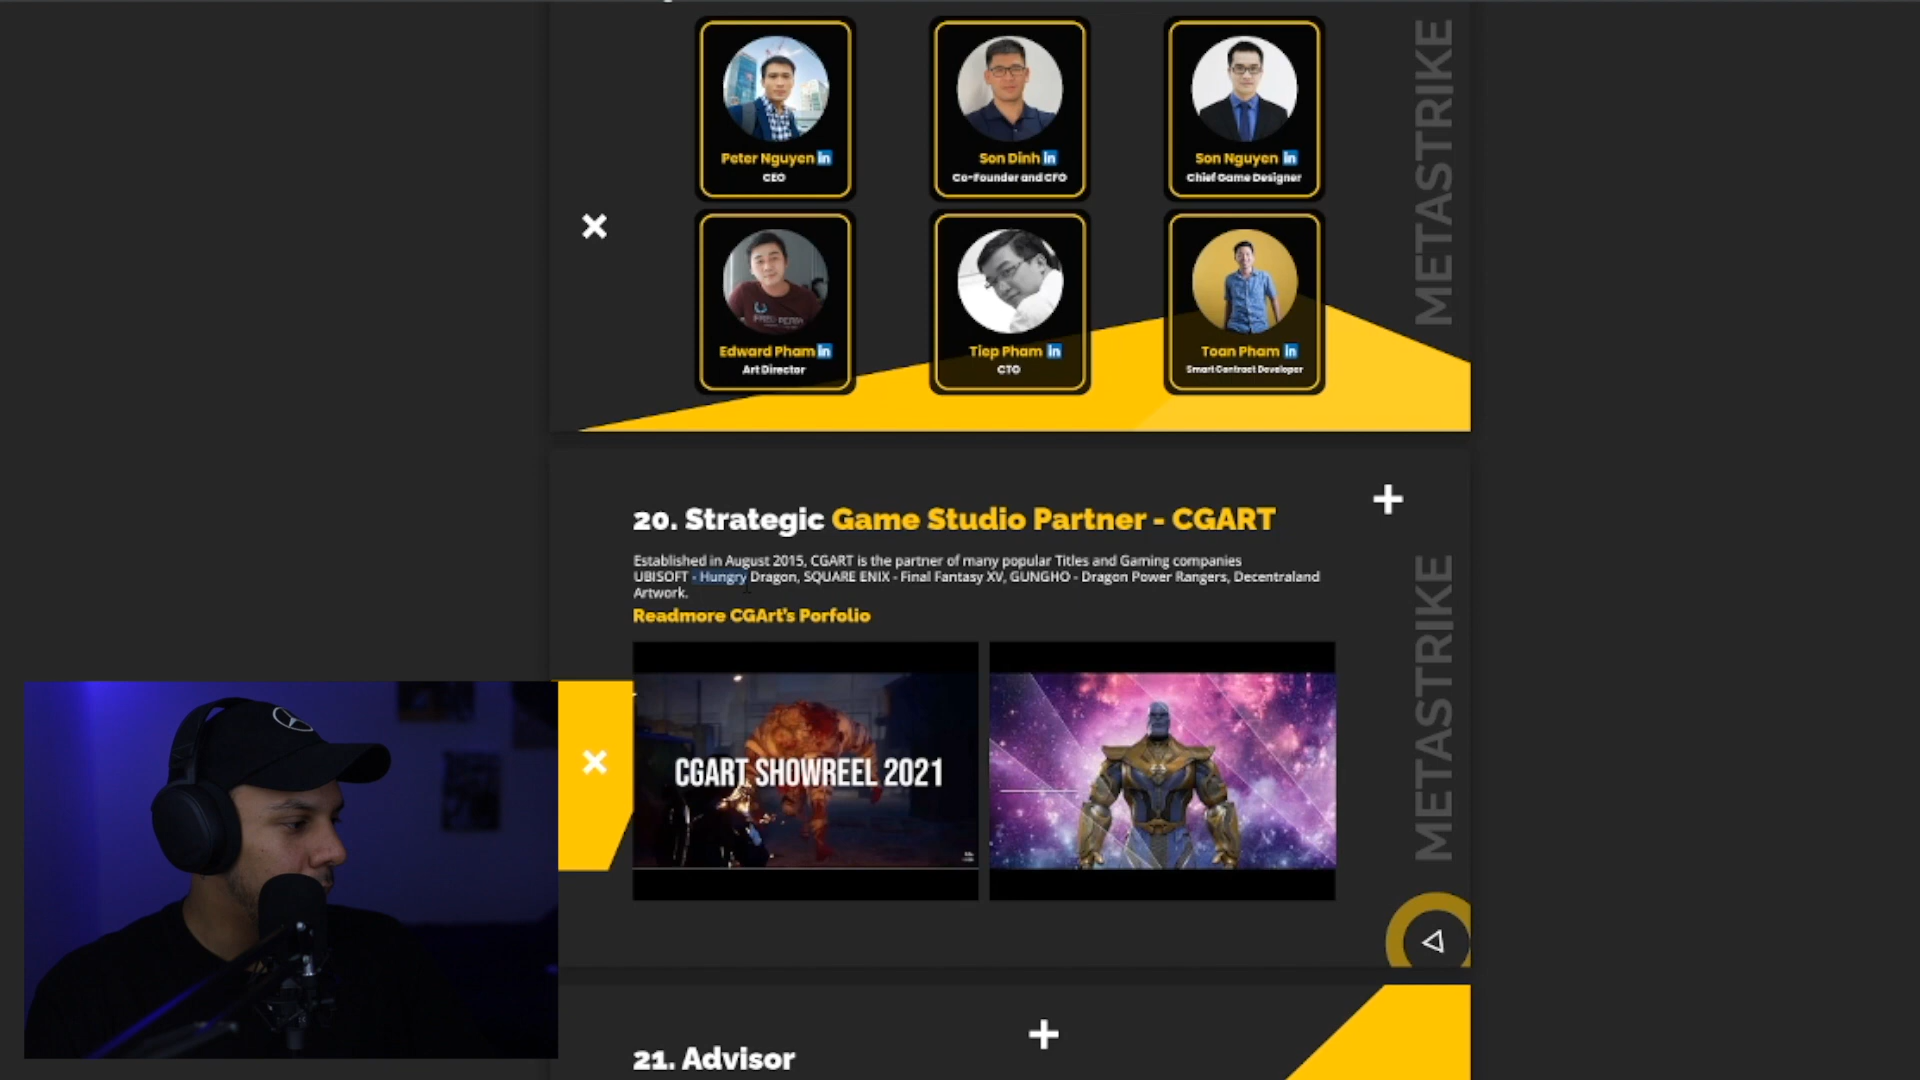 Peter Nguyen in
CEO
Son Dinh in
Co-Founder and CFO
Son Nguyen in
Chief Game Designer
METASTRIKE
Edward Pham in
Art Director
Tiep Pham in
CTO
Toan Pham in
Smart Contract Developer
20. Strategic Game Studio Partner - CGART
Established in August 2015, CGART is the partner of many popular Titles and Gaming companies
UBISOFT - Hungry Dragon, SQUARE ENIX - Final Fantasy XV, GUNGHO - Dragon Power Rangers, Decentraland
Artwork.
Readmore CGArt's Porfolio
METASTRIKE
CGART SHOWREEL 2021
21. Advisor